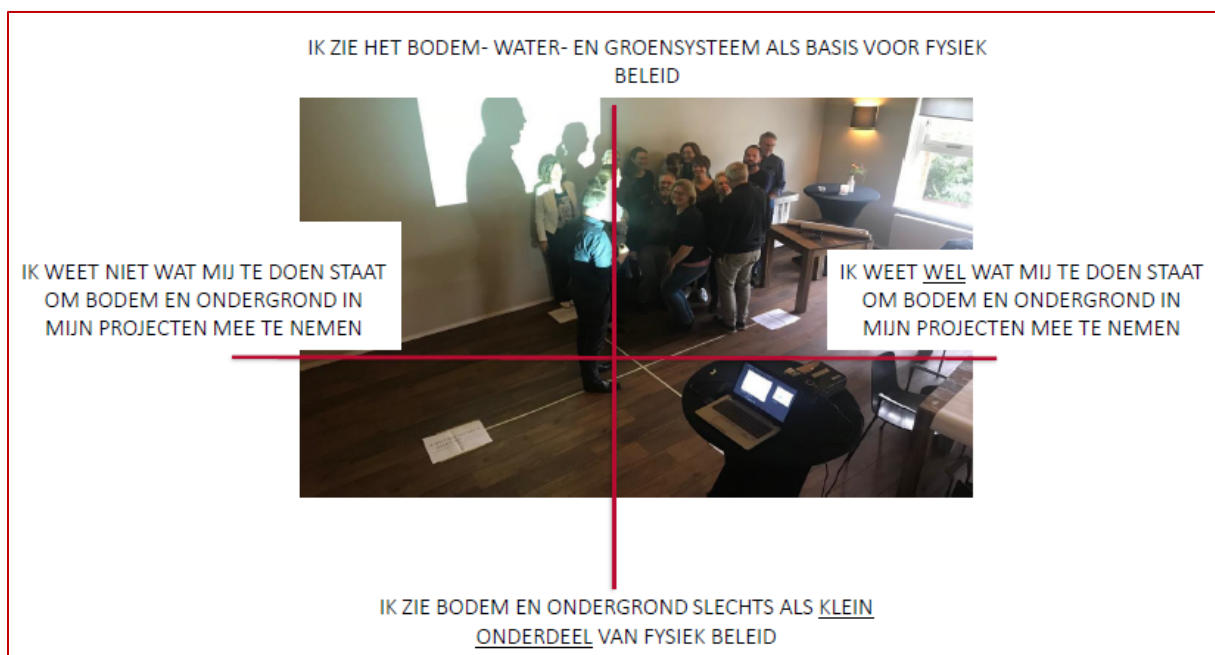 IK ZIE HET BODEM- WATER- EN GROENSYSTEEM ALS BASIS VOOR FYSIEK
BELEID
IK WEET NIET WAT MIJ TE DOEN STAAT
OM BODEM EN ONDERGROND IN
MIJN PROJECTEN MEE TE NEMEN
IK WEET WEL WAT MIJ TE DOEN STAAT
OM BODEM EN ONDERGROND IN
MIJN PROJECTEN MEE TE NEMEN
IK ZIE BODEM EN ONDERGROND SLECHTS ALS KLEIN
ONDERDEEL VAN FYSIEK BELEID